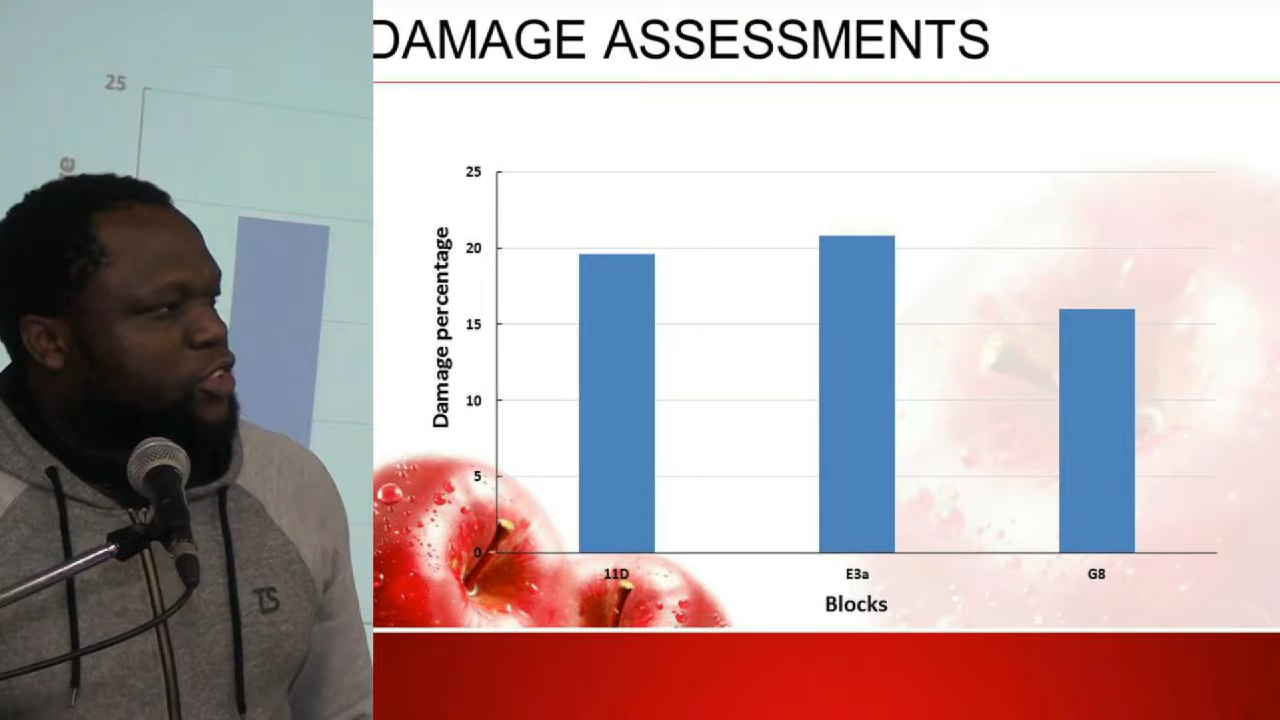 DAMAGE ASSESSMENTS
25
25
20
15
10
5
0
Damage percentage
11D
E3a
G8
Blocks
TS